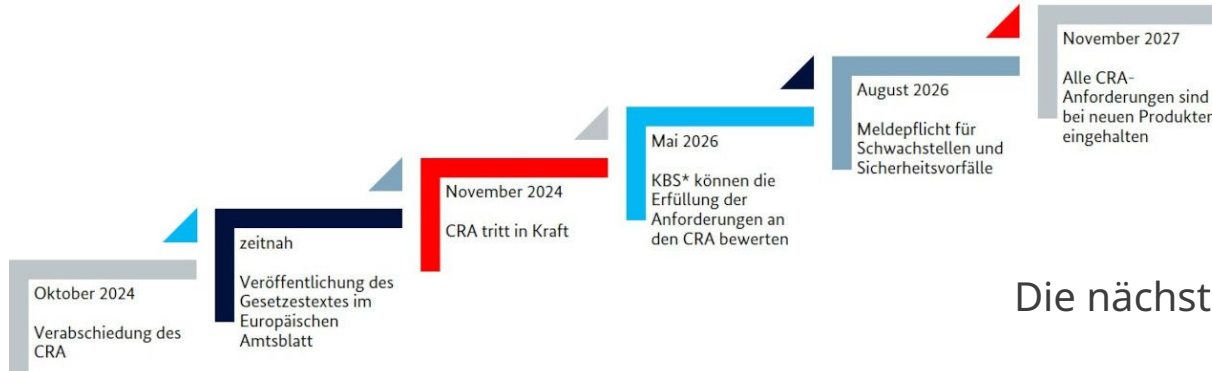 Oktober 2024
Verabschiedung des
CRA
zeitnah
Veröffentlichung des
Gesetzestextes im
Europäischen
Amtsblatt
November 2024
CRA tritt in Kraft
Mai 2026
KBS* können die
Erfüllung der
Anforderungen an
den CRA bewerten
August 2026
Meldepflicht für
Schwachstellen und
Sicherheitsvorfälle
November 2027
Alle CRA-
Anforderungen sind
bei neuen Produkten
eingehalten
Die nächst